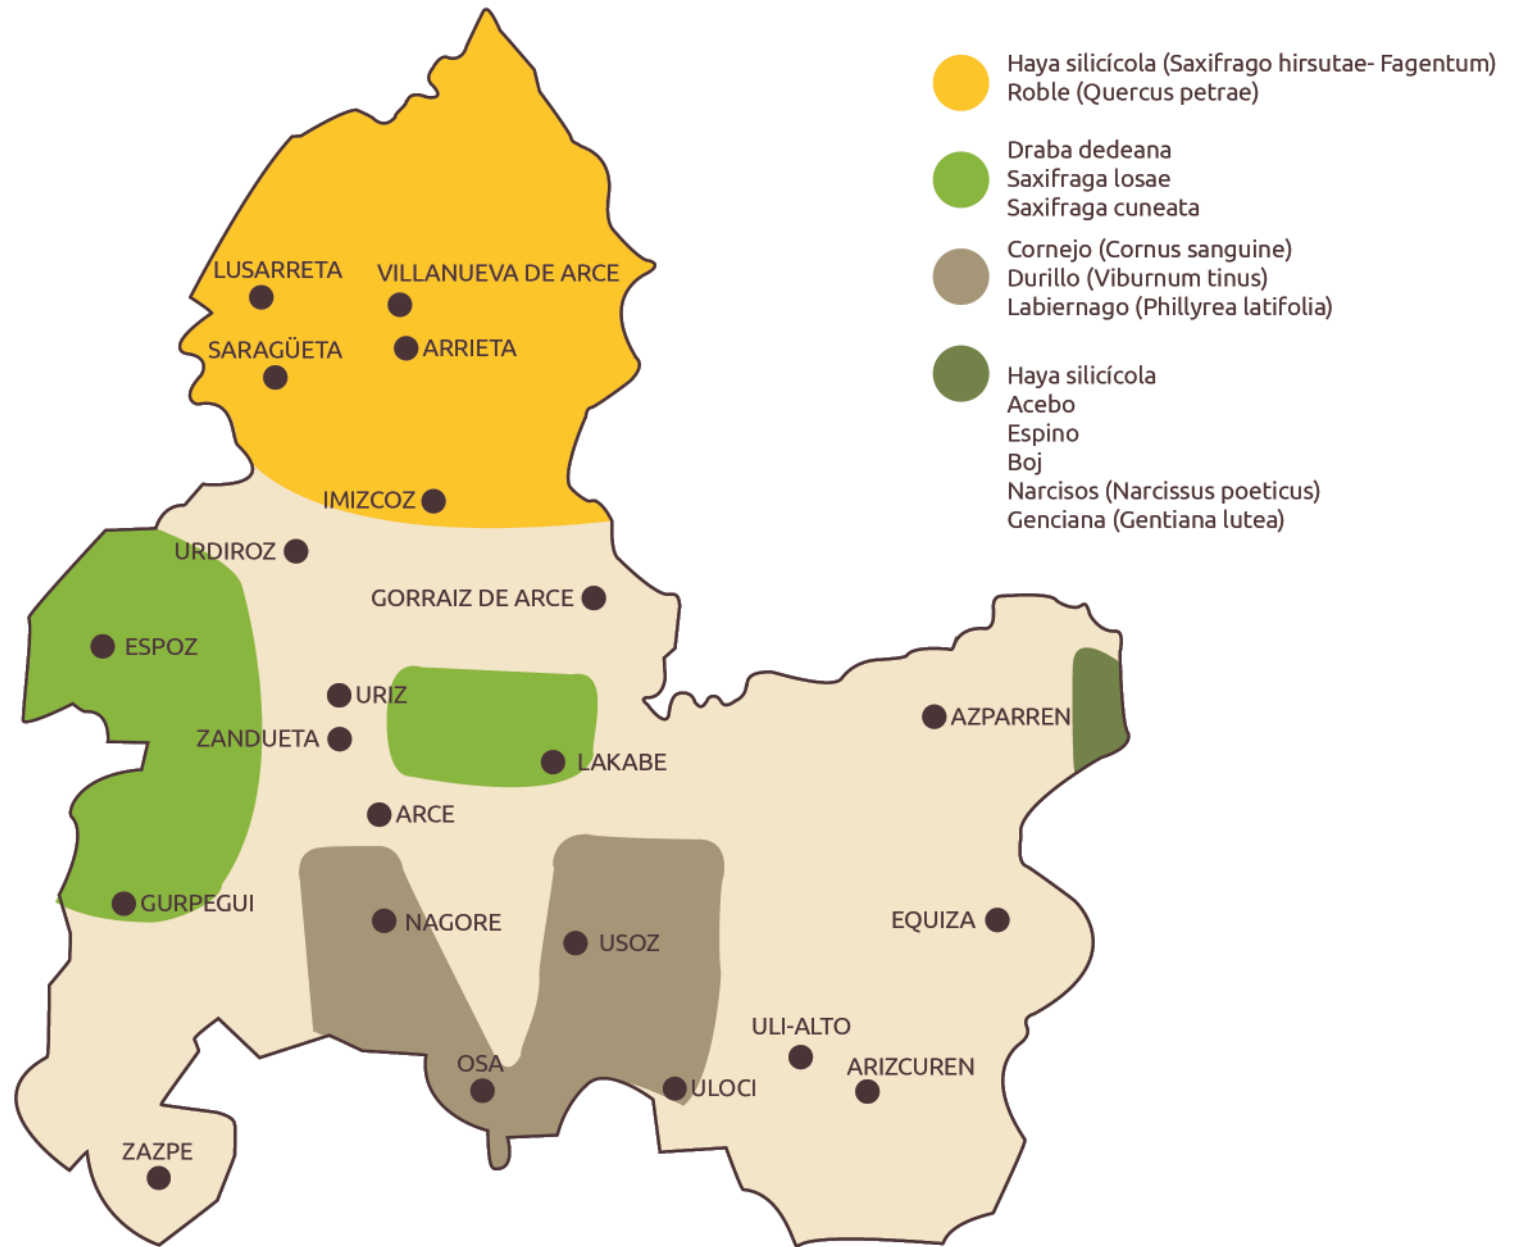 Haya silicícola (Saxifrago hirsutae- Fagentum)
Roble (Quercus petrae)
Draba dedeana
Saxifraga losae
Saxifraga cuneata
Cornejo (Cornus sanguine)
Durillo (Viburnum tinus)
Labiernago (Phillyrea latifolia)
Haya silicícola
Acebo
Espino
Boj
Narcisos (Narcissus poeticus)
Genciana (Gentiana lutea)
LUSARRETA
VILLANUEVA DE ARCE
SARAGÜETA
ARRIETA
IMIZCOZ
URDIROZ
GORRAIZ DE ARCE
ESPOZ
URIZ
ZANDUETA
LAKABE
AZPARREN
ARCE
GURPEGUI
NAGORE
USOZ
EQUIZA
ULI-ALTO
OSA
ARIZCUREN
ULOCI
ZAZPE